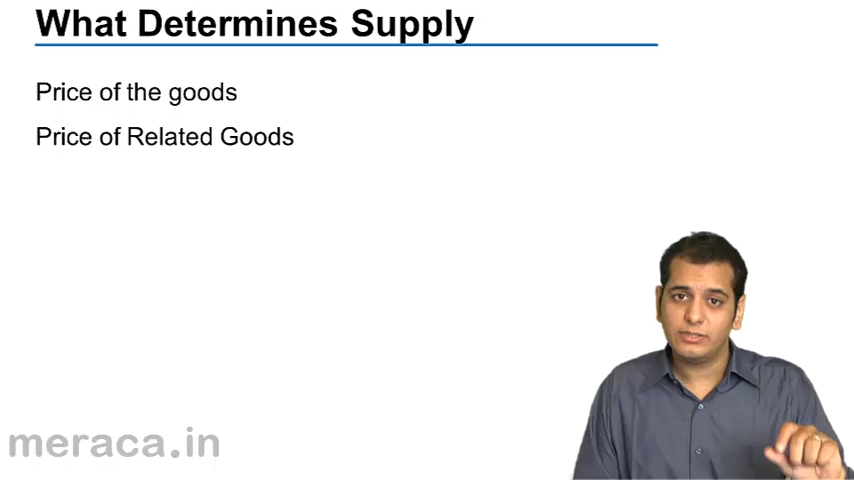 What Determines Supply
Price of the goods
Price of Related Goods
meraca.in